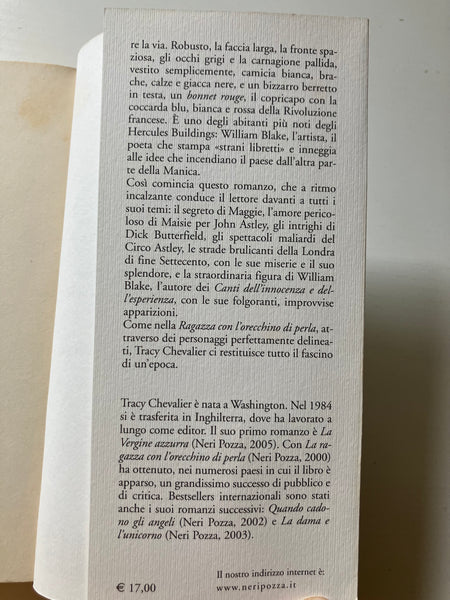 re la via. Robusto, la faccia larga, la fronte spa-
ziosa, gli occhi grigi e la carnagione pallida,
vestito semplicemente, camicia bianca, bra-
che, calze e giacca nere, e un bizzarro berretto
in testa, un bonnet rouge, il copricapo con la
coccarda blu, bianca e rossa della Rivoluzione
francese. È uno degli abitanti più noti degli
Hercules Buildings: William Blake, l'artista, il
poeta che stampa «strani libretti» e inneggia
alle idee che incendiano il paese dall'altra par-
te della Manica.
Così comincia questo romanzo, che a ritmo
incalzante conduce il lettore davanti a tutti i
suoi temi: il segreto di Maggie, l'amore perico-
loso di Maisie per John Astley, gli intrighi di
Dick Butterfield, gli spettacoli maliardi del
Circo Astley, le strade brulicanti della Londra
di fine Settecento, con le sue miserie e il suo
splendore, e la straordinaria figura di William
Blake, l'autore dei Canti dell'innocenza e del-
l'esperienza, con le sue folgoranti, improvvise
apparizioni.
Come nella Ragazza con l'orecchino di perla, at-
traverso dei personaggi perfettamente delinea-
ti, Tracy Chevalier ci restituisce tutto il fascino
di un'epoca.
Tracy Chevalier è nata a Washington. Nel 1984
si è trasferita in Inghilterra, dove ha lavorato a
lungo come editor. Il suo primo romanzo è La
Vergine azzurra (Neri Pozza, 2005). Con La ra-
gazza con l'orecchino di perla (Neri Pozza, 2000)
ha ottenuto, nei numerosi paesi in cui il libro è
apparso, un grandissimo successo di pubblico e
di critica. Bestsellers internazionali sono stati
anche i suoi romanzi successivi: Quando cado-
no gli angeli (Neri Pozza, 2002) e La dama e
l'unicorno (Neri Pozza, 2003).
Il nostro indirizzo internet è:
€ 17,00 www.neripozza.it